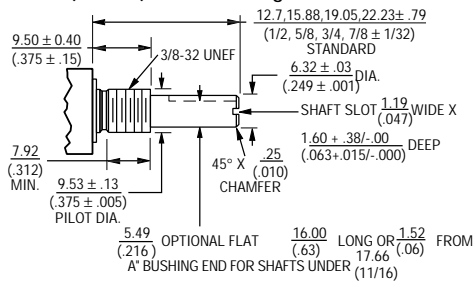 12.7,15.88,19.05,22.23± .79
(1/2, 5/8, 3/4, 7/8 ± 1/32)
STANDARD
9.50 ± 0.40
(.375 ± .15)
3/8-32 UNEF
6.32 ± .03
(.249 ± .001)
DIA.
SHAFT SLOT 1.19 WIDE X
(.047)
1.60 + .38/-.00
(.063+.015/-.000)
DEEP
7.92
(.312)
MIN.
9.53 ± .13
(.375 ± .005)
PILOT DIA.
45° X .25
(.010)
CHAMFER
5.49
(.216)
OPTIONAL FLAT
16.00
(.63)
LONG OR
1.52
(.06)
FROM
A" BUSHING END FOR SHAFTS UNDER
17.66
(11/16)